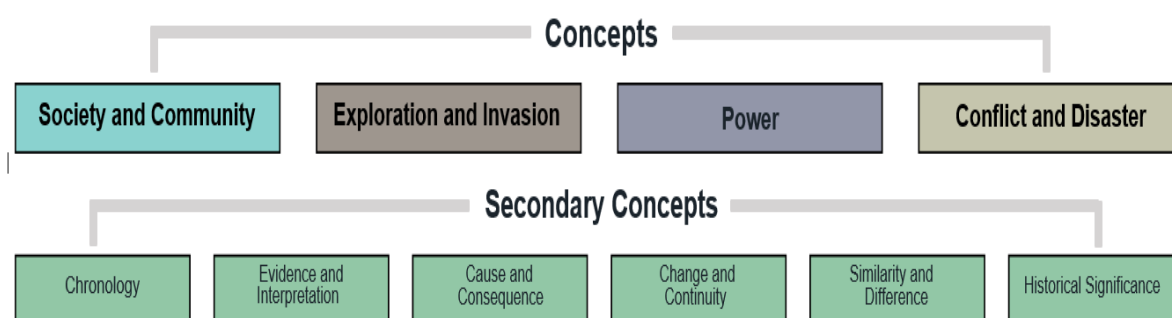 Concepts
Society and Community
Exploration and Invasion
Power
Conflict and Disaster
Secondary Concepts
Chronology
Evidence and
Interpretation
Cause and
Consequence
Change and
Continuity
Similarity and
Difference
Historical Significance